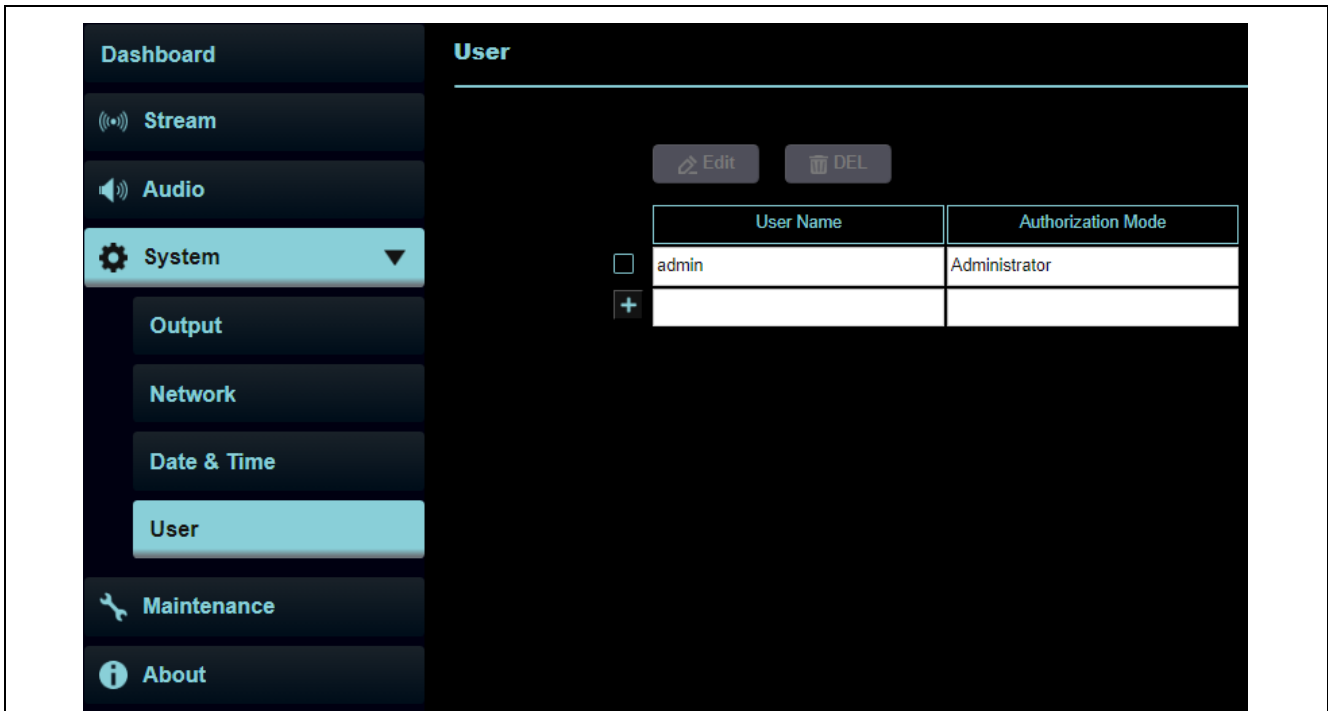 Dashboard
Stream
Audio
System
Output
Network
Date & Time
User
Maintenance
About
User
Edit
DEL
User Name
Authorization Mode
admin
Administrator